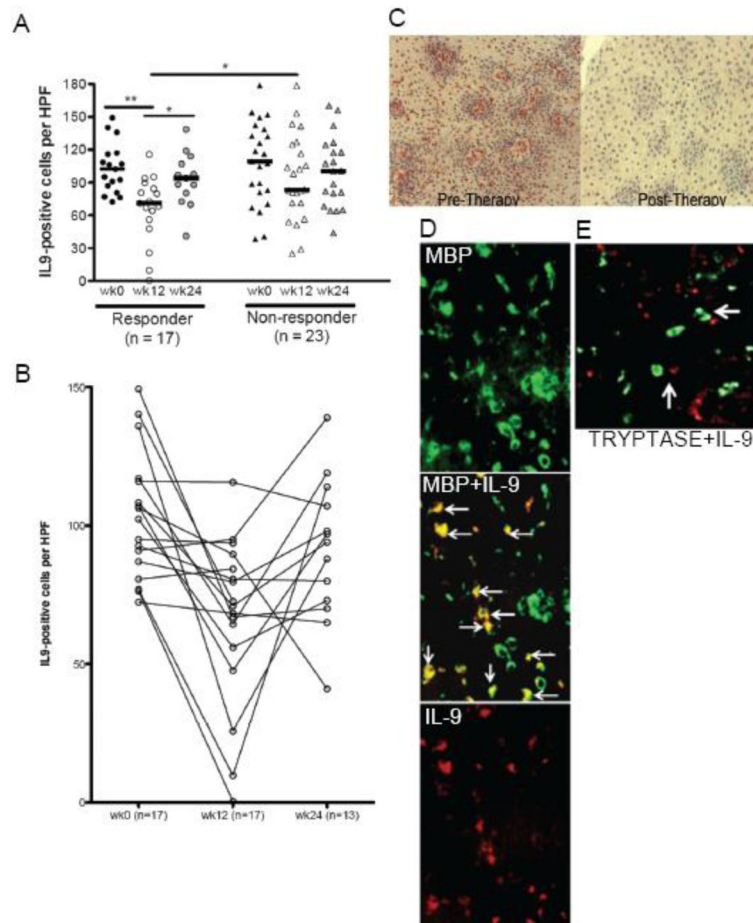 A
IL9-positive cells per HPF
180
150
120
90
60
30
0
** *
*
wk0 wk12 wk24 wk0 wk12 wk24
Responder Non-responder
(n = 17) (n = 23)
B
IL9-positive cells per HPF
150
100
50
0
wk0 (n=17) wk12 (n=17) wk24 (n=13)
C
Pre-Therapy Post-Therapy
D
MBP
MBP+IL-9
IL-9
E
TRYPTASE+IL-9